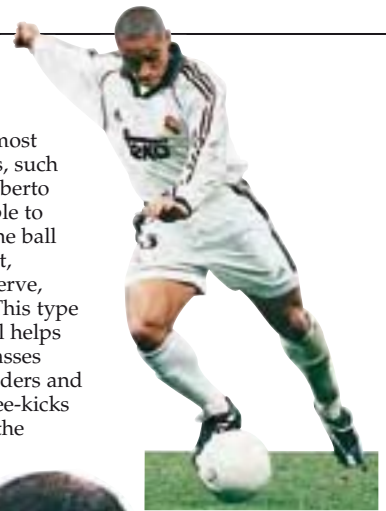 most
s, such
berto
ble to
he ball
t,
erve,
This type
l helps
asses
ders and
ee-kicks
the